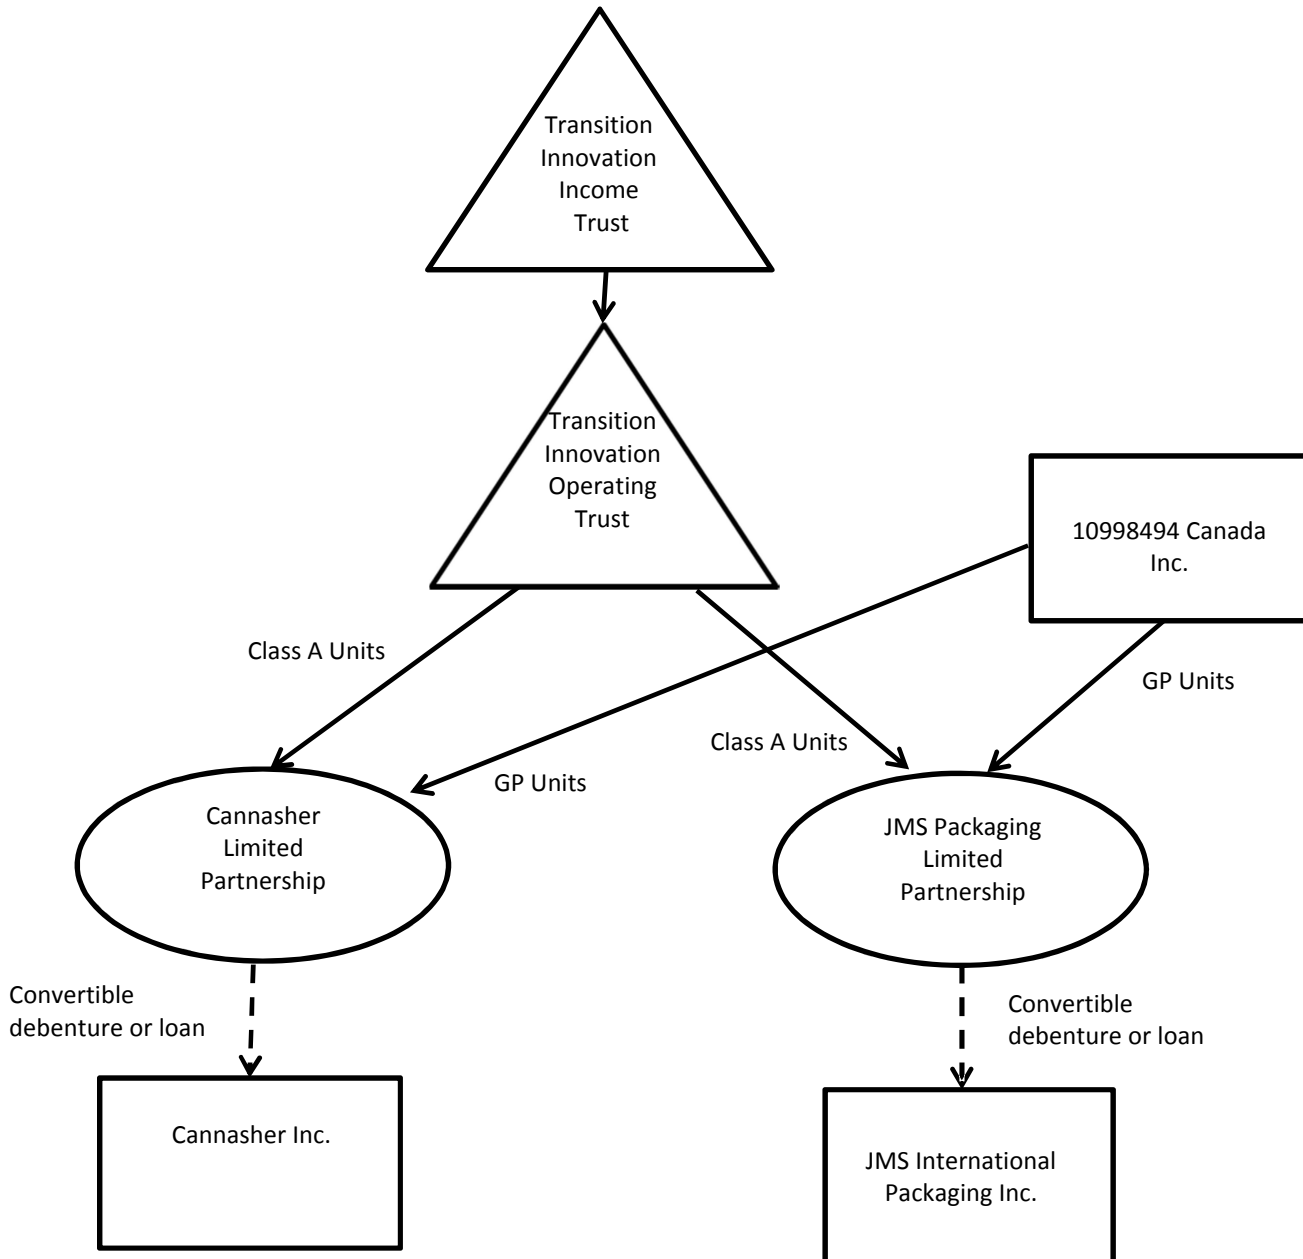 Transition
Innovation
Income
Trust
Transition
Innovation
Operating
Trust
10998494 Canada
Inc.
Class A Units
GP Units
Class A Units
GP Units
Cannasher
Limited
Partnership
JMS Packaging
Limited
Partnership
Convertible
debenture or loan
Convertible
debenture or loan
Cannasher Inc.
JMS International
Packaging Inc.